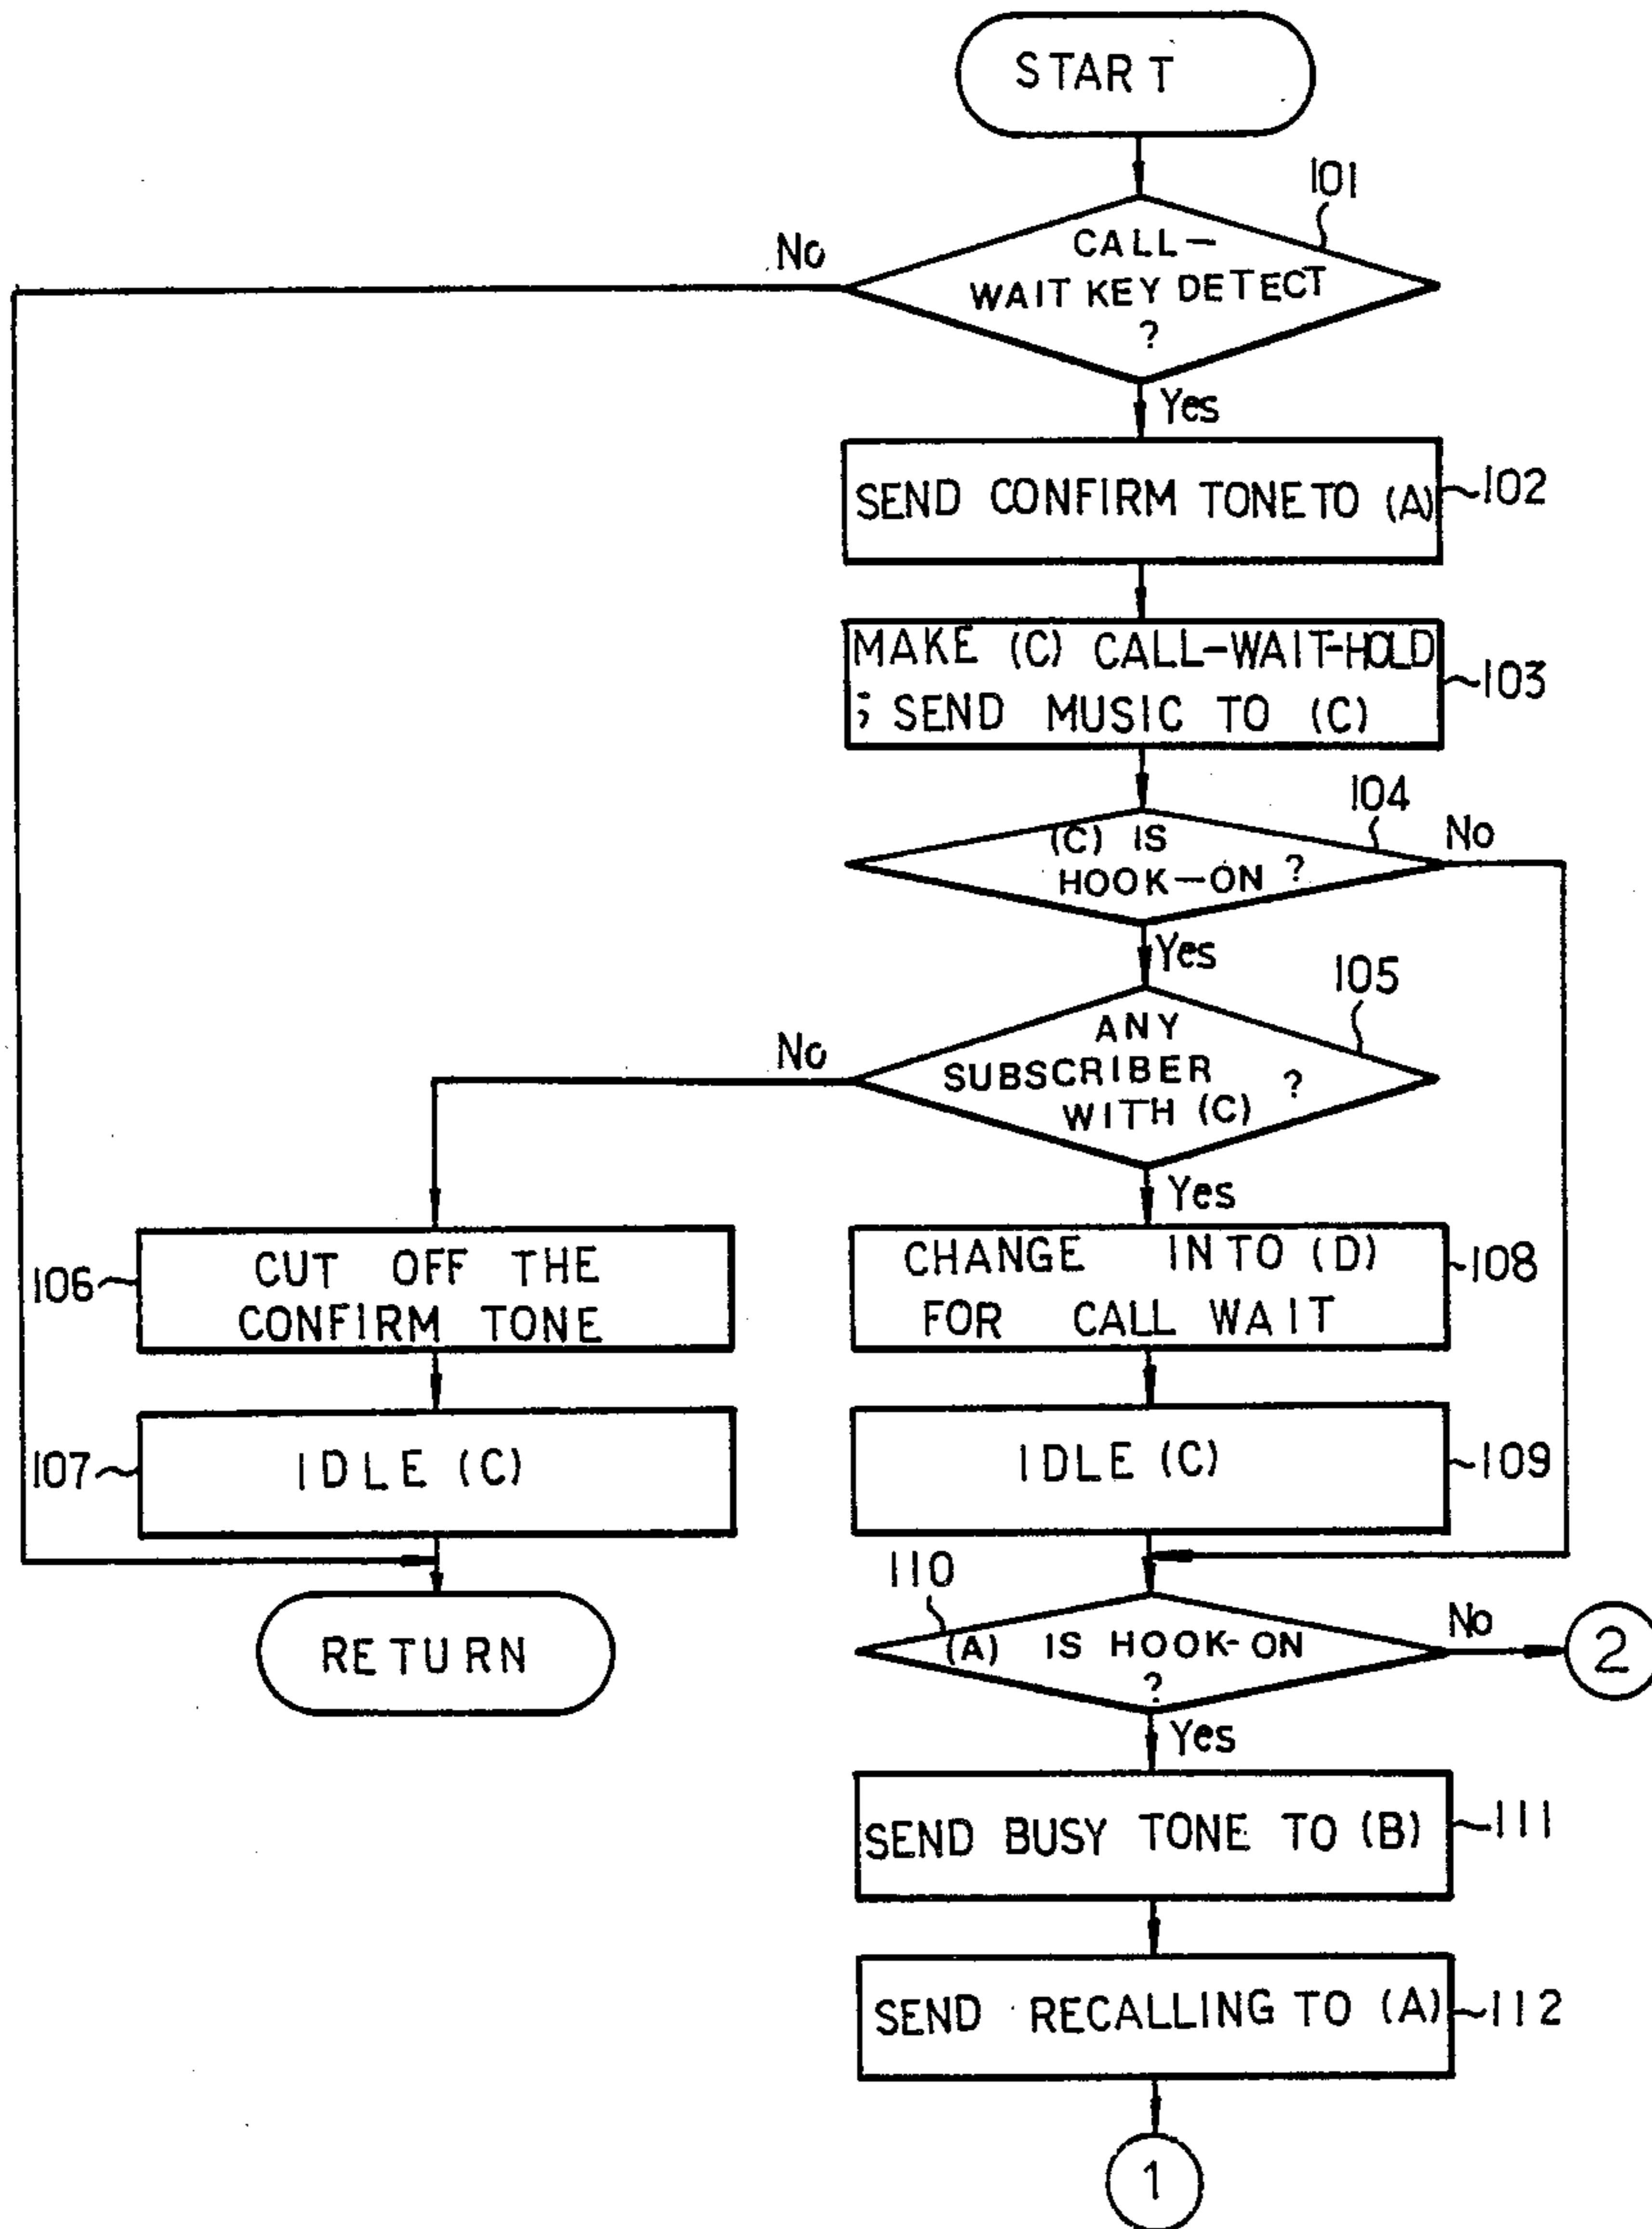 START
101
CALL-
WAIT KEY DETECT
?
No
Yes
SEND CONFIRM TONE TO (A)
102
MAKE (C) CALL-WAIT-HOLD
; SEND MUSIC TO (C)
103
104
(C) IS
HOOK-ON ?
No
Yes
105
ANY
SUBSCRIBER ?
WITH (C)
No
Yes
106
CUT OFF THE
CONFIRM TONE
CHANGE INTO (D)
FOR CALL WAIT
108
107
IDLE (C)
IDLE (C)
109
110
(A) IS HOOK-ON
?
No
2
RETURN
Yes
SEND BUSY TONE TO (B)
111
SEND RECALLING TO (A)
112
1